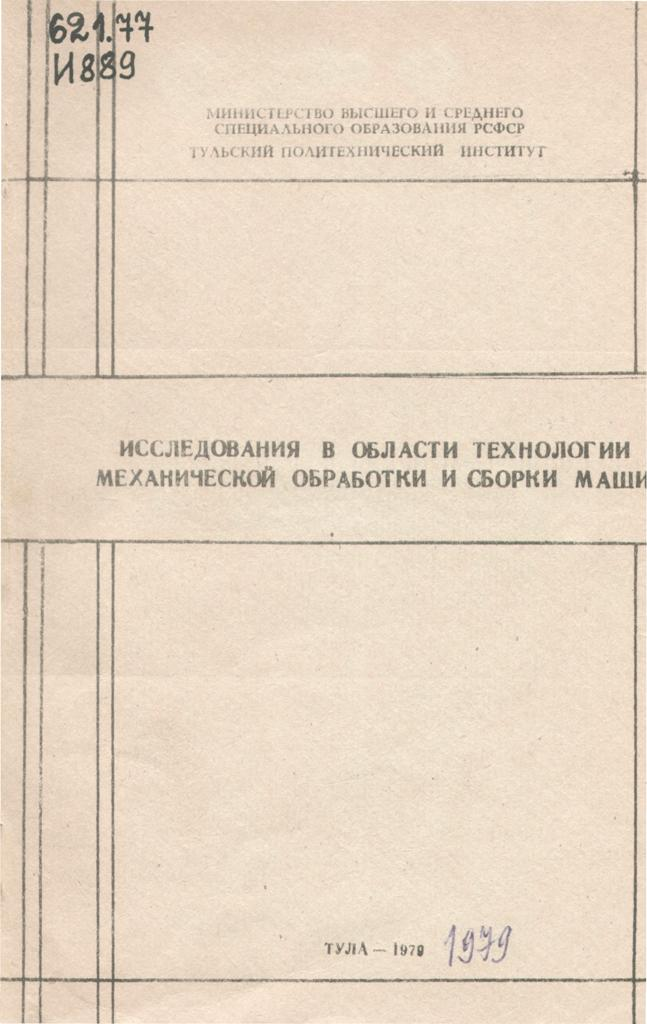 621.77
И889
МИНИСТЕРСТВО ВЫСШЕГО И СРЕДНЕГО
СПЕЦИАЛЬНОГО ОБРАЗОВАНИЯ РСФСР
ТУЛЬСКИЙ ПОЛИТЕХНИЧЕСКИЙ ИНСТИТУТ
ИССЛЕДОВАНИЯ В ОБЛАСТИ ТЕХНОЛОГИИ
МЕХАНИЧЕСКОЙ ОБРАБОТКИ И СБОРКИ МАШИ
ТУЛА — 1979 1979